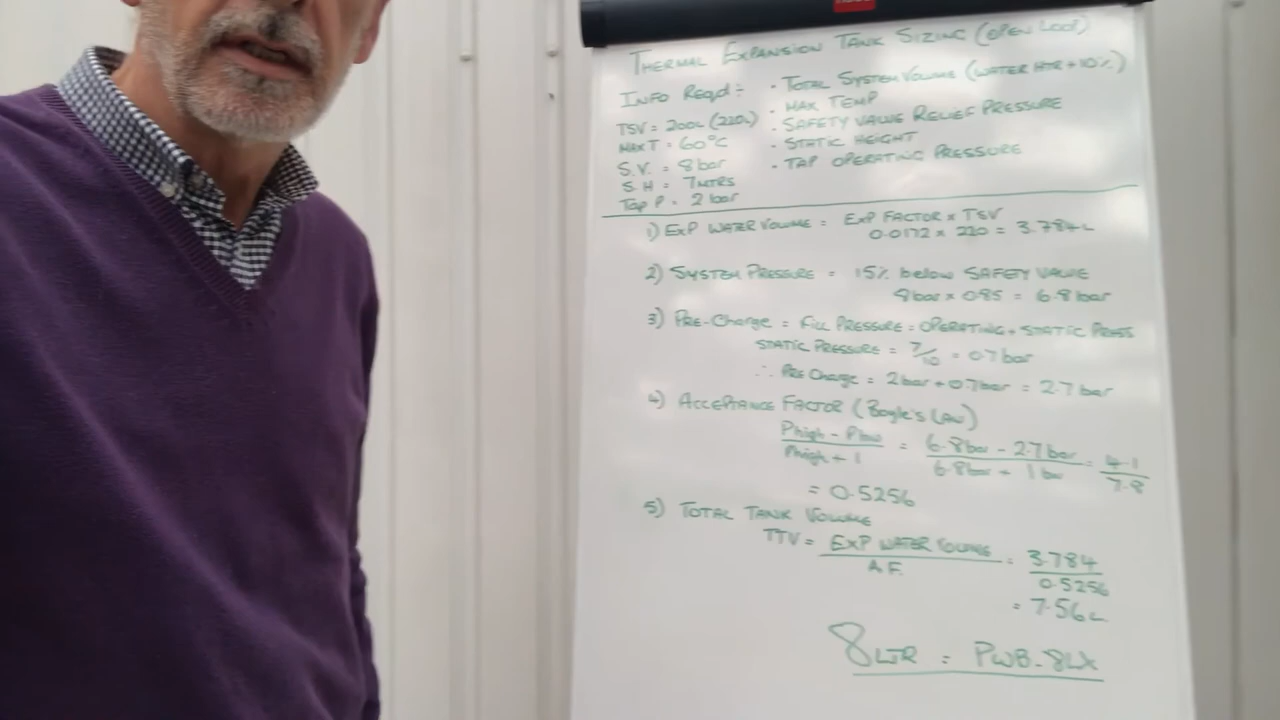 THERMAL EXPANSION TANK SIZING (OPEN LOOP)
INFO Reqd :- · TOTAL SYSTEM VOLUME (WATER HTR + 10%)
· MAX TEMP
TSV = 200L (220L) · SAFETY VALVE RELIEF PRESSURE
MAX T = 60°C · STATIC HEIGHT
S.V. = 8 bar · TAP OPERATING PRESSURE
S.H = 7MTRS
Tap P = 2 bar
1) EXP WATER VOLUME = EXP FACTOR x TSV
0.0172 x 220 = 3.784L
2) SYSTEM PRESSURE = 15% below SAFETY VALVE
8bar x 0.85 = 6.8 bar
3) PRE-CHARGE = FILL PRESSURE = OPERATING + STATIC PRESS
STATIC PRESSURE = 7/10 = 0.7 bar
∴ PRE CHARGE = 2bar + 0.7bar = 2.7 bar
4) ACCEPTANCE FACTOR (Boyle's LAW)
Phigh - Plow / Phigh + 1 = 6.8bar - 2.7 bar / 6.8bar + 1 bar = 4.1 / 7.8
= 0.5256
5) TOTAL TANK VOLUME
TTV = EXP WATER VOLUME / A.F. = 3.784 / 0.5256
= 7.56L
8LTR = PWB-8LX